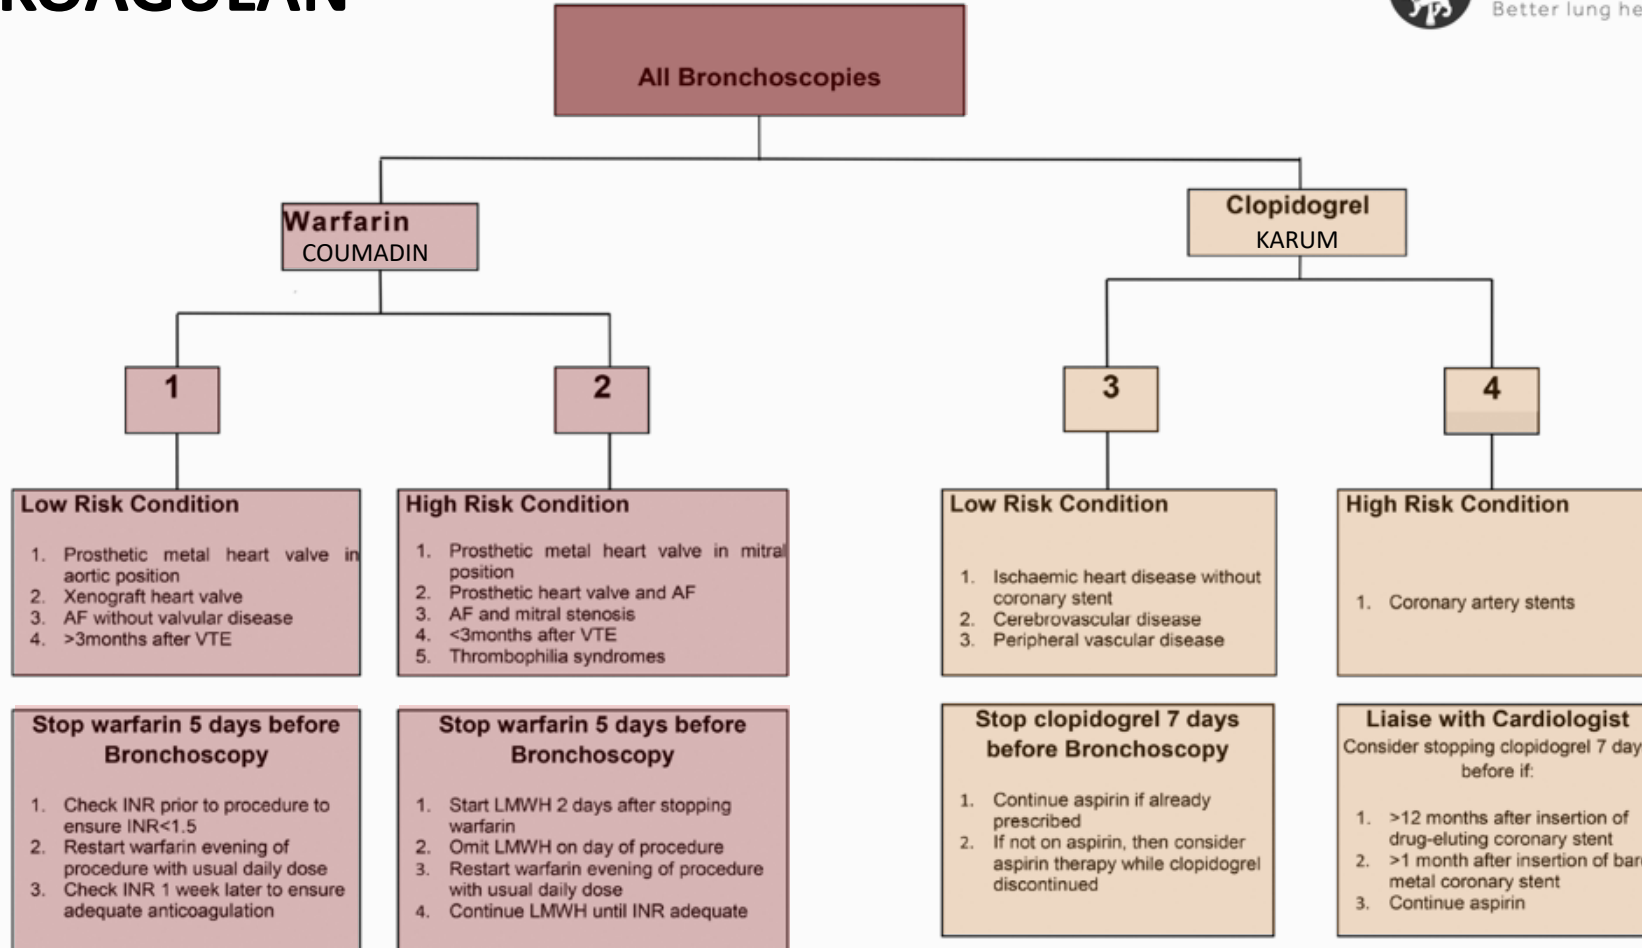 Better lung he
All Bronchoscopies
Warfarin
COUMADIN
Clopidogrel
KARUM
1
2
3
4
Low Risk Condition
1. Prosthetic metal heart valve in
aortic position
2. Xenograft heart valve
3. AF without valvular disease
4. >3months after VTE
High Risk Condition
1. Prosthetic metal heart valve in mitral
position
2. Prosthetic heart valve and AF
3. AF and mitral stenosis
4. <3months after VTE
5. Thrombophilia syndromes
Low Risk Condition
1. Ischaemic heart disease without
coronary stent
2. Cerebrovascular disease
3. Peripheral vascular disease
High Risk Condition
1. Coronary artery stents
Stop warfarin 5 days before
Bronchoscopy
1. Check INR prior to procedure to
ensure INR<1.5
2. Restart warfarin evening of
procedure with usual daily dose
3. Check INR 1 week later to ensure
adequate anticoagulation
Stop warfarin 5 days before
Bronchoscopy
1. Start LMWH 2 days after stopping
warfarin
2. Omit LMWH on day of procedure
3. Restart warfarin evening of procedure
with usual daily dose
4. Continue LMWH until INR adequate
Stop clopidogrel 7 days
before Bronchoscopy
1. Continue aspirin if already
prescribed
2. If not on aspirin, then consider
aspirin therapy while clopidogrel
discontinued
Liaise with Cardiologist
Consider stopping clopidogrel 7 day
before if:
1. >12 months after insertion of
drug-eluting coronary stent
2. >1 month after insertion of bar
metal coronary stent
3. Continue aspirin